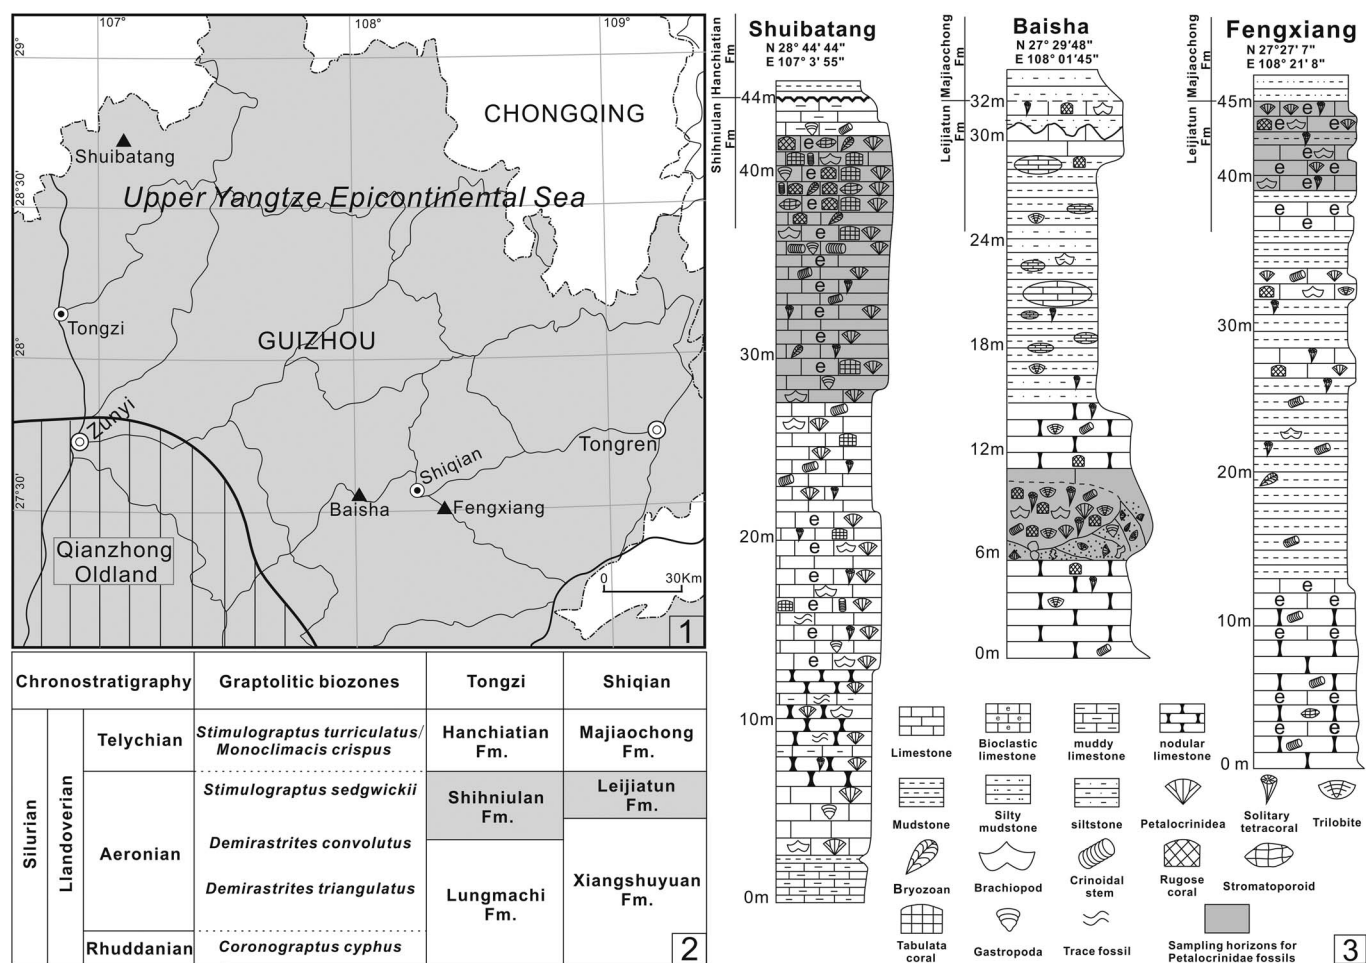 107°
108°
109°
29°
28°30'
28°
27°30'
CHONGQING
Shuibatang
Upper Yangtze Epicontinental Sea
Tongzi
GUIZHOU
Zunyi
Tongren
Shiqian
Baisha
Fengxiang
Qianzhong
Oldland
0 30Km
1
Chronostratigraphy Graptolitic biozones Tongzi Shiqian
Silurian
Llandoverian
Telychian
Stimulograptus turriculatus/
Monoclimacis crispus
Hanchiatian
Fm.
Majiaochong
Fm.
Aeronian
Stimulograptus sedgwickii
Demirastrites convolutus
Demirastrites triangulatus
Shihniulan
Fm.
Leijiatun
Fm.
Lungmachi
Fm.
Xiangshuyuan
Fm.
Rhuddanian
Coronograptus cyphus
2
Shuibatang
N 28° 44' 44"
E 107° 3' 55"
Hanchiatian
Fm
Shihniulan
Fm
44m
40m
30m
20m
10m
0m
Baisha
N 27° 29'48"
E 108° 01'45"
Majiaochong
Fm
Leijiatun
Fm
32m
30m
24m
18m
12m
6m
0m
Fengxiang
N 27°27' 7"
E 108° 21' 8"
Majiaochong
Fm
Leijiatun
Fm
45m
40m
30m
20m
10m
0 m
Limestone
Bioclastic
limestone
muddy
limestone
nodular
limestone
Mudstone
Silty
mudstone
siltstone
Petalocrinidea
Solitary
tetracoral
Trilobite
Bryozoan
Brachiopod
Crinoidal
stem
Rugose
coral
Stromatoporoid
Tabulata
coral
Gastropoda
Trace fossil
Sampling horizons for
Petalocrinidae fossils
3